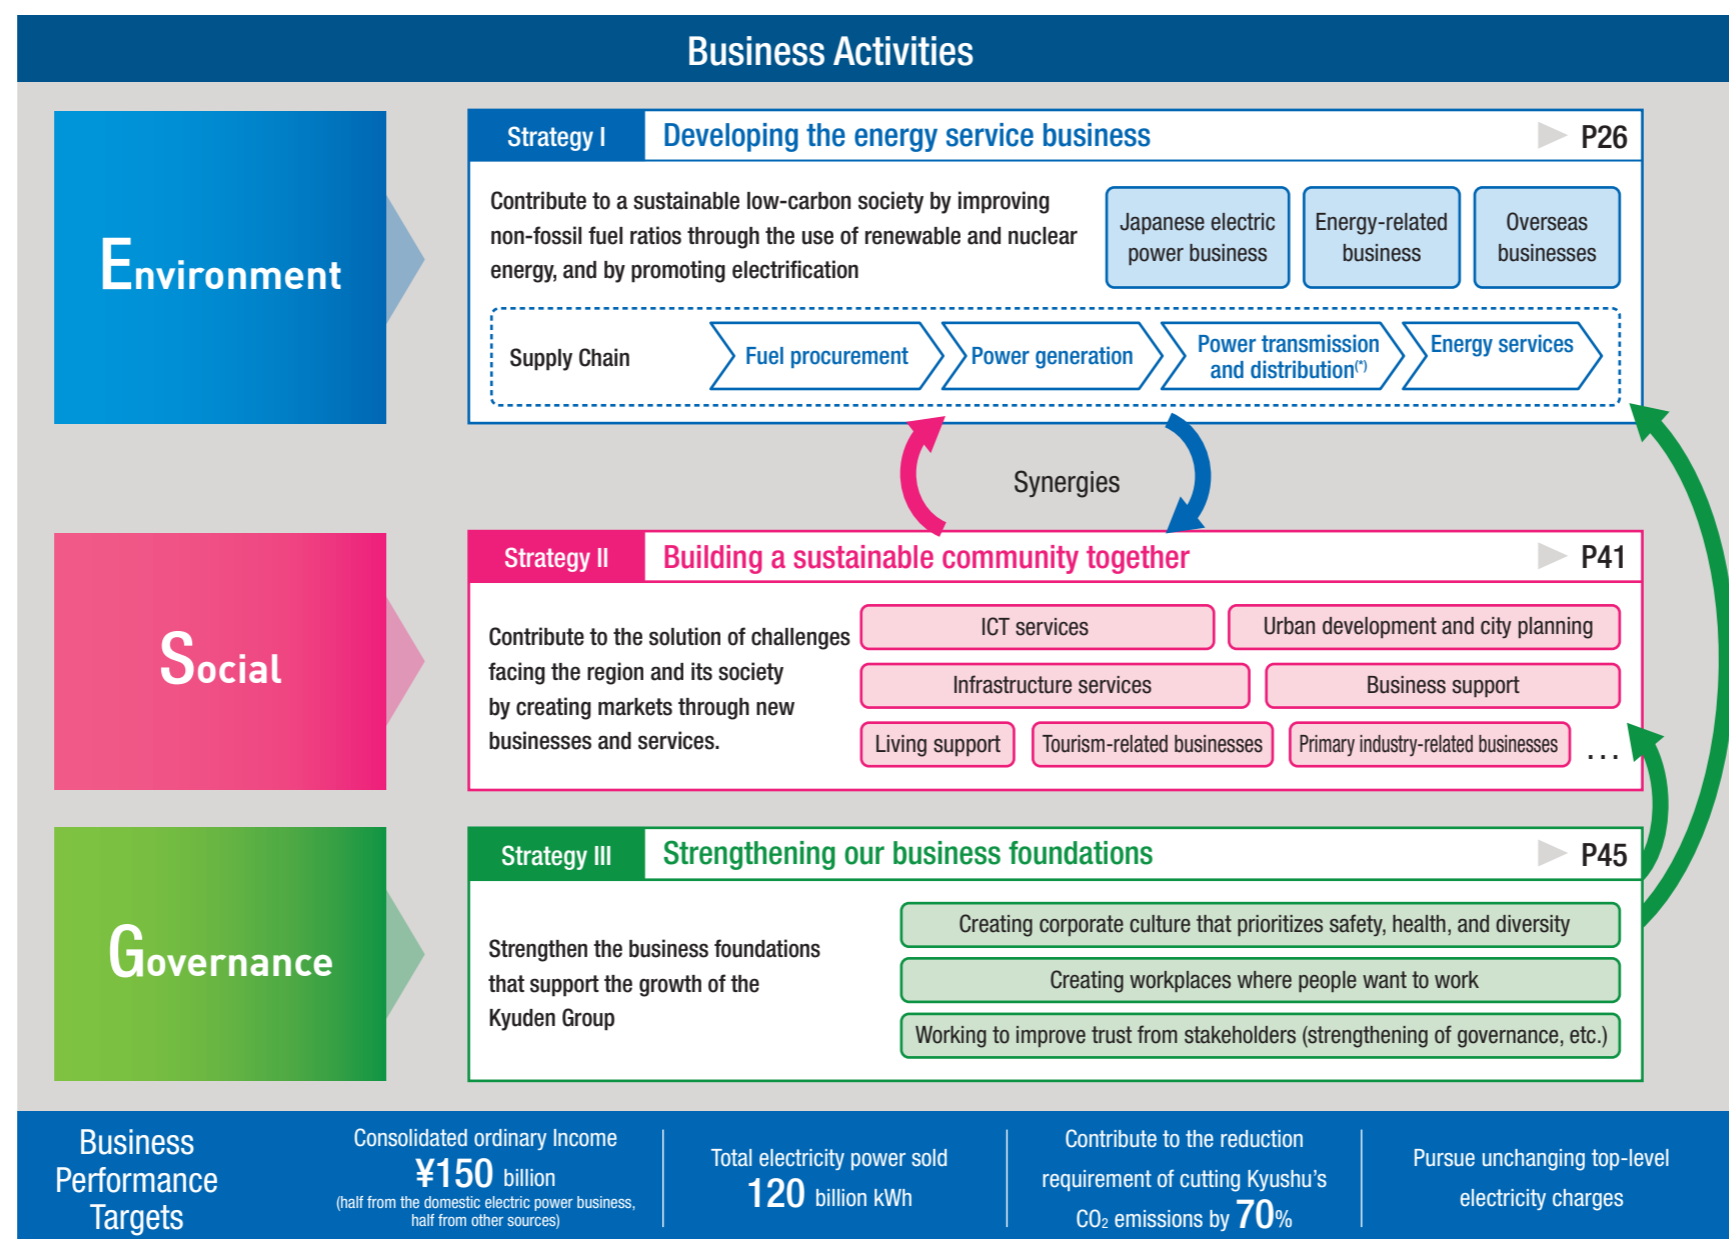 Business Activities
Environment
Strategy I
Developing the energy service business
P26
Contribute to a sustainable low-carbon society by improving
non-fossil fuel ratios through the use of renewable and nuclear
energy, and by promoting electrification
Japanese electric
power business
Energy-related
business
Overseas
businesses
Supply Chain
Fuel procurement
Power generation
Power transmission
and distribution(*)
Energy services
Synergies
Social
Strategy II
Building a sustainable community together
P41
Contribute to the solution of challenges
facing the region and its society
by creating markets through new
businesses and services.
ICT services
Urban development and city planning
Infrastructure services
Business support
Living support
Tourism-related businesses
Primary industry-related businesses
...
Governance
Strategy III
Strengthening our business foundations
P45
Strengthen the business foundations
that support the growth of the
Kyuden Group
Creating corporate culture that prioritizes safety, health, and diversity
Creating workplaces where people want to work
Working to improve trust from stakeholders (strengthening of governance, etc.)
Business
Performance
Targets
Consolidated ordinary Income
¥150 billion
(half from the domestic electric power business,
half from other sources)
Total electricity power sold
120 billion kWh
Contribute to the reduction
requirement of cutting Kyushu's
CO2 emissions by 70%
Pursue unchanging top-level
electricity charges